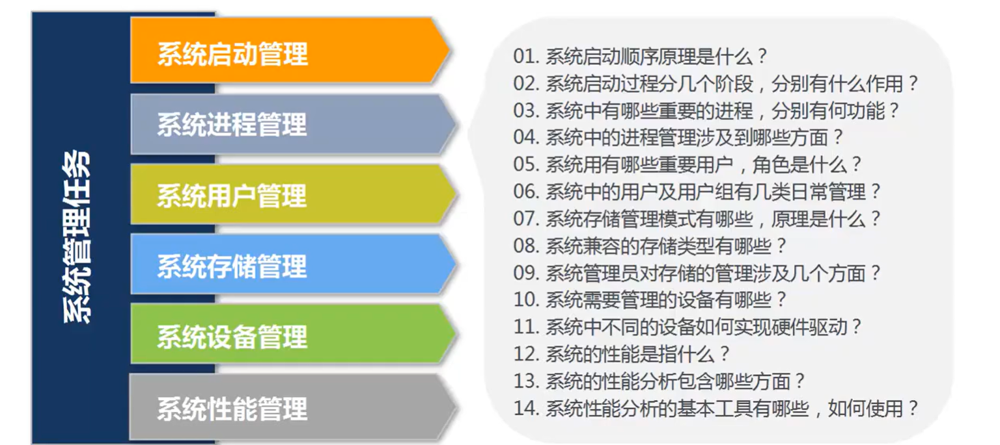 系统管理任务
系统启动管理
系统进程管理
系统用户管理
系统存储管理
系统设备管理
系统性能管理
01. 系统启动顺序原理是什么？
02. 系统启动过程分几个阶段，分别有什么作用？
03. 系统中有哪些重要的进程，分别有何功能？
04. 系统中的进程管理涉及到哪些方面？
05. 系统用有哪些重要用户，角色是什么？
06. 系统中的用户及用户组有几类日常管理？
07. 系统存储管理模式有哪些，原理是什么？
08. 系统兼容的存储类型有哪些？
09. 系统管理员对存储的管理涉及几个方面？
10. 系统需要管理的设备有哪些？
11. 系统中不同的设备如何实现硬件驱动？
12. 系统的性能是指什么？
13. 系统的性能分析包含哪些方面？
14. 系统性能分析的基本工具有哪些，如何使用？